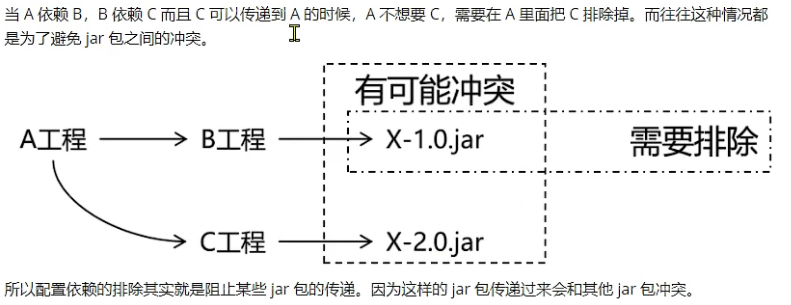 当 A 依赖 B，B 依赖 C 而且 C 可以传递到 A 的时候，A 不想要 C，需要在 A 里面把 C 排除掉。而往往这种情况都
是为了避免 jar 包之间的冲突。
有可能冲突
A工程 B工程 X-1.0.jar 需要排除
C工程 X-2.0.jar
所以配置依赖的排除其实就是阻止某些 jar 包的传递。因为这样的 jar 包传递过来会和其他 jar 包冲突。